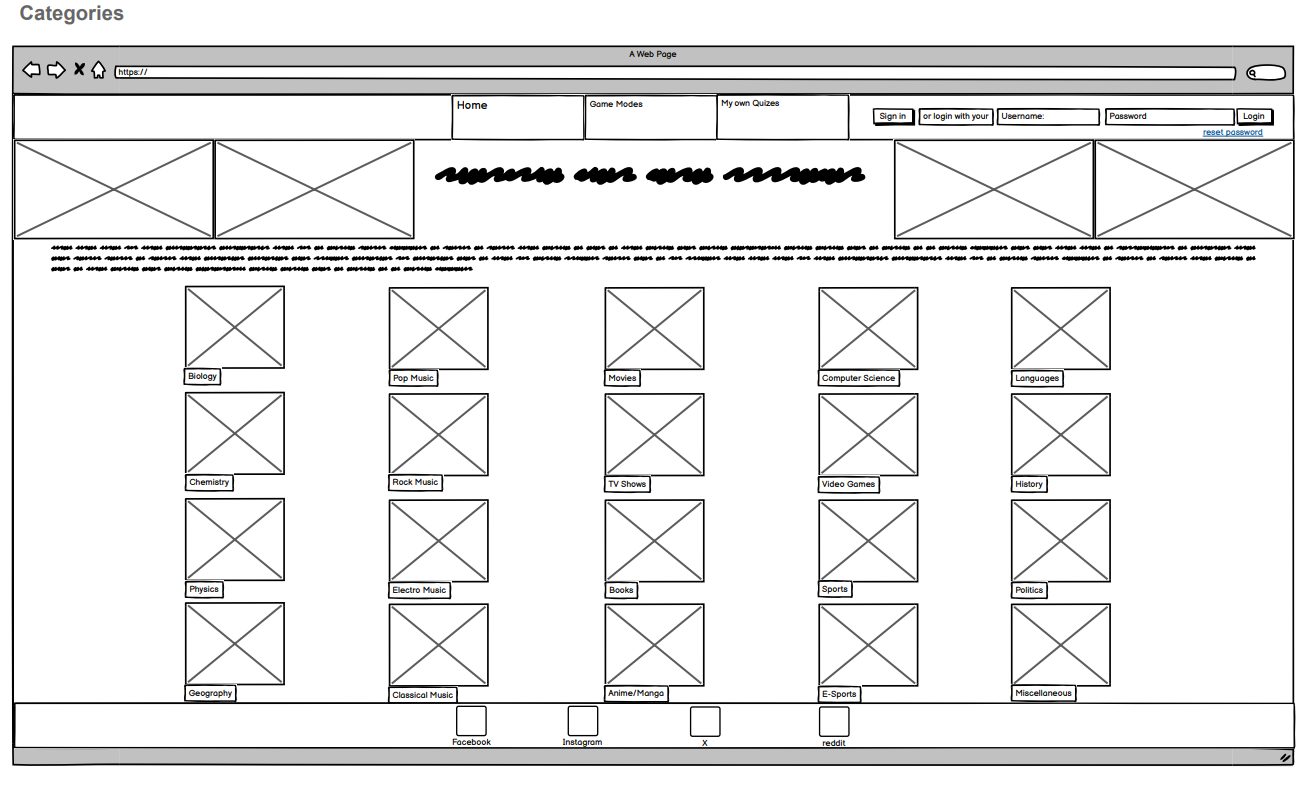 Categories
A Web Page
https://
Home
Game Modes
My own Quizes
Sign in
or login with your
Username:
Password
Login
reset password
Biology
Pop Music
Movies
Computer Science
Languages
Chemistry
Rock Music
TV Shows
Video Games
History
Physics
Electro Music
Books
Sports
Politics
Geography
Classical Music
Anime/Manga
E-Sports
Miscellaneous
Facebook
Instagram
X
reddit